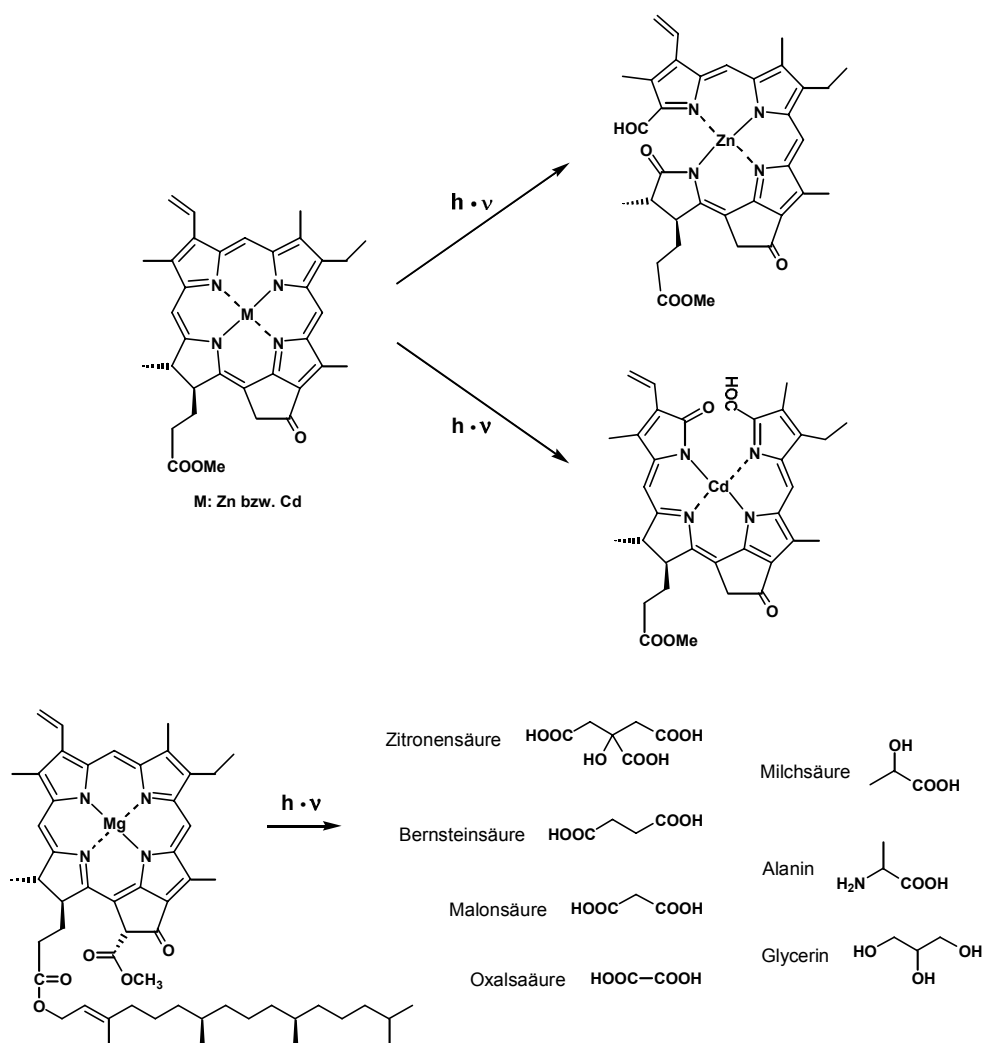 N
N
HOC
Zn
O
N
N
h · ν
O
COOMe
N
N
M
N
N
O
COOMe
M: Zn bzw. Cd
h · ν
O
HOC
N
N
Cd
N
N
O
COOMe
Zitronensäure
HOOC
COOH
HO
COOH
OH
Milchsäure
COOH
N
N
Mg
N
N
h · ν
Bernsteinsäure
HOOC
COOH
Alanin
H2N
COOH
Malonsäure
HOOC
COOH
O
O
OCH3
Glycerin
HO
OH
OH
Oxalsaäure
HOOC
COOH
O
O